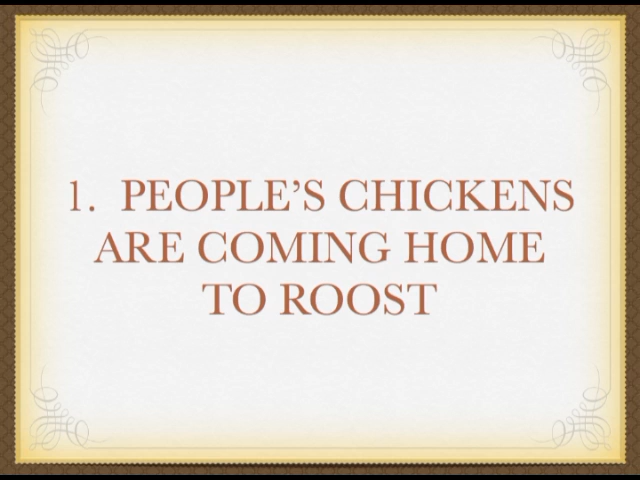 1. PEOPLE’S CHICKENS
ARE COMING HOME
TO ROOST